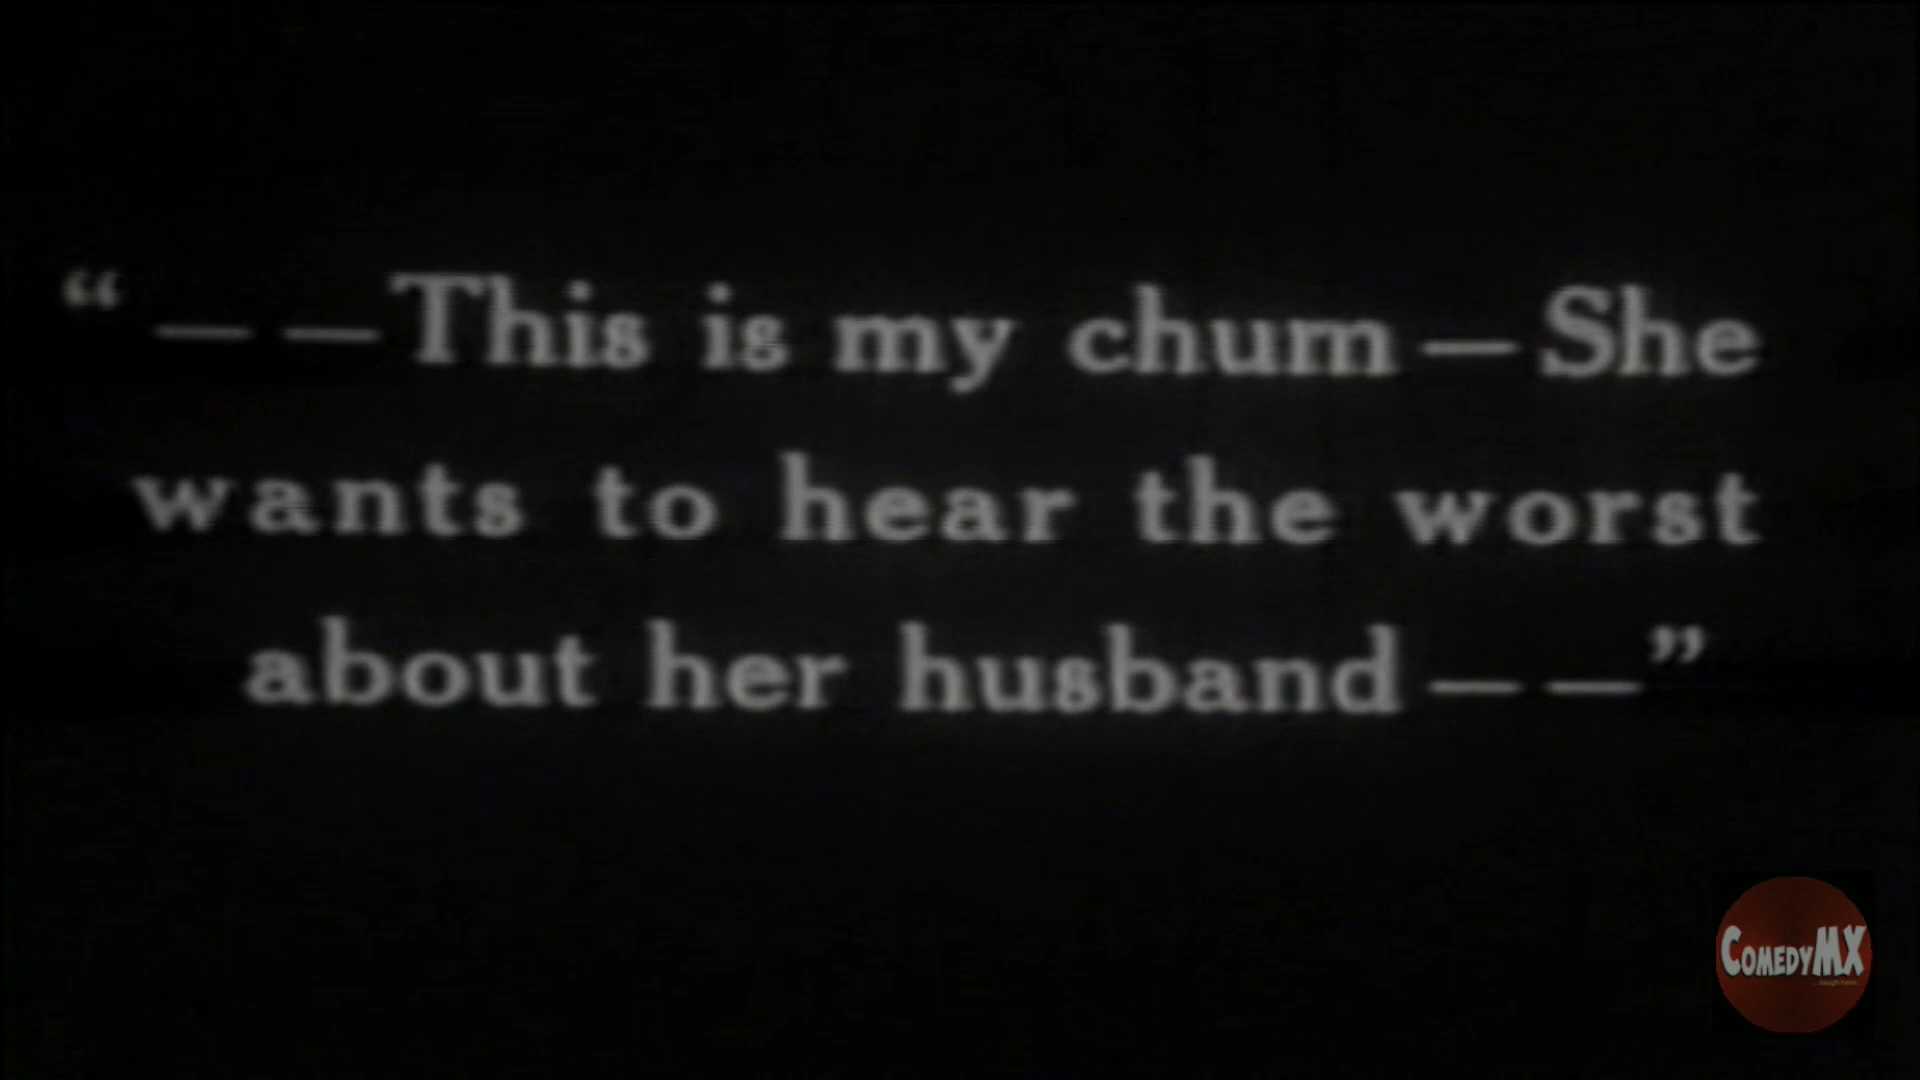 “— —This is my chum—She
wants to hear the worst
about her husband— —”
COMEDYMX